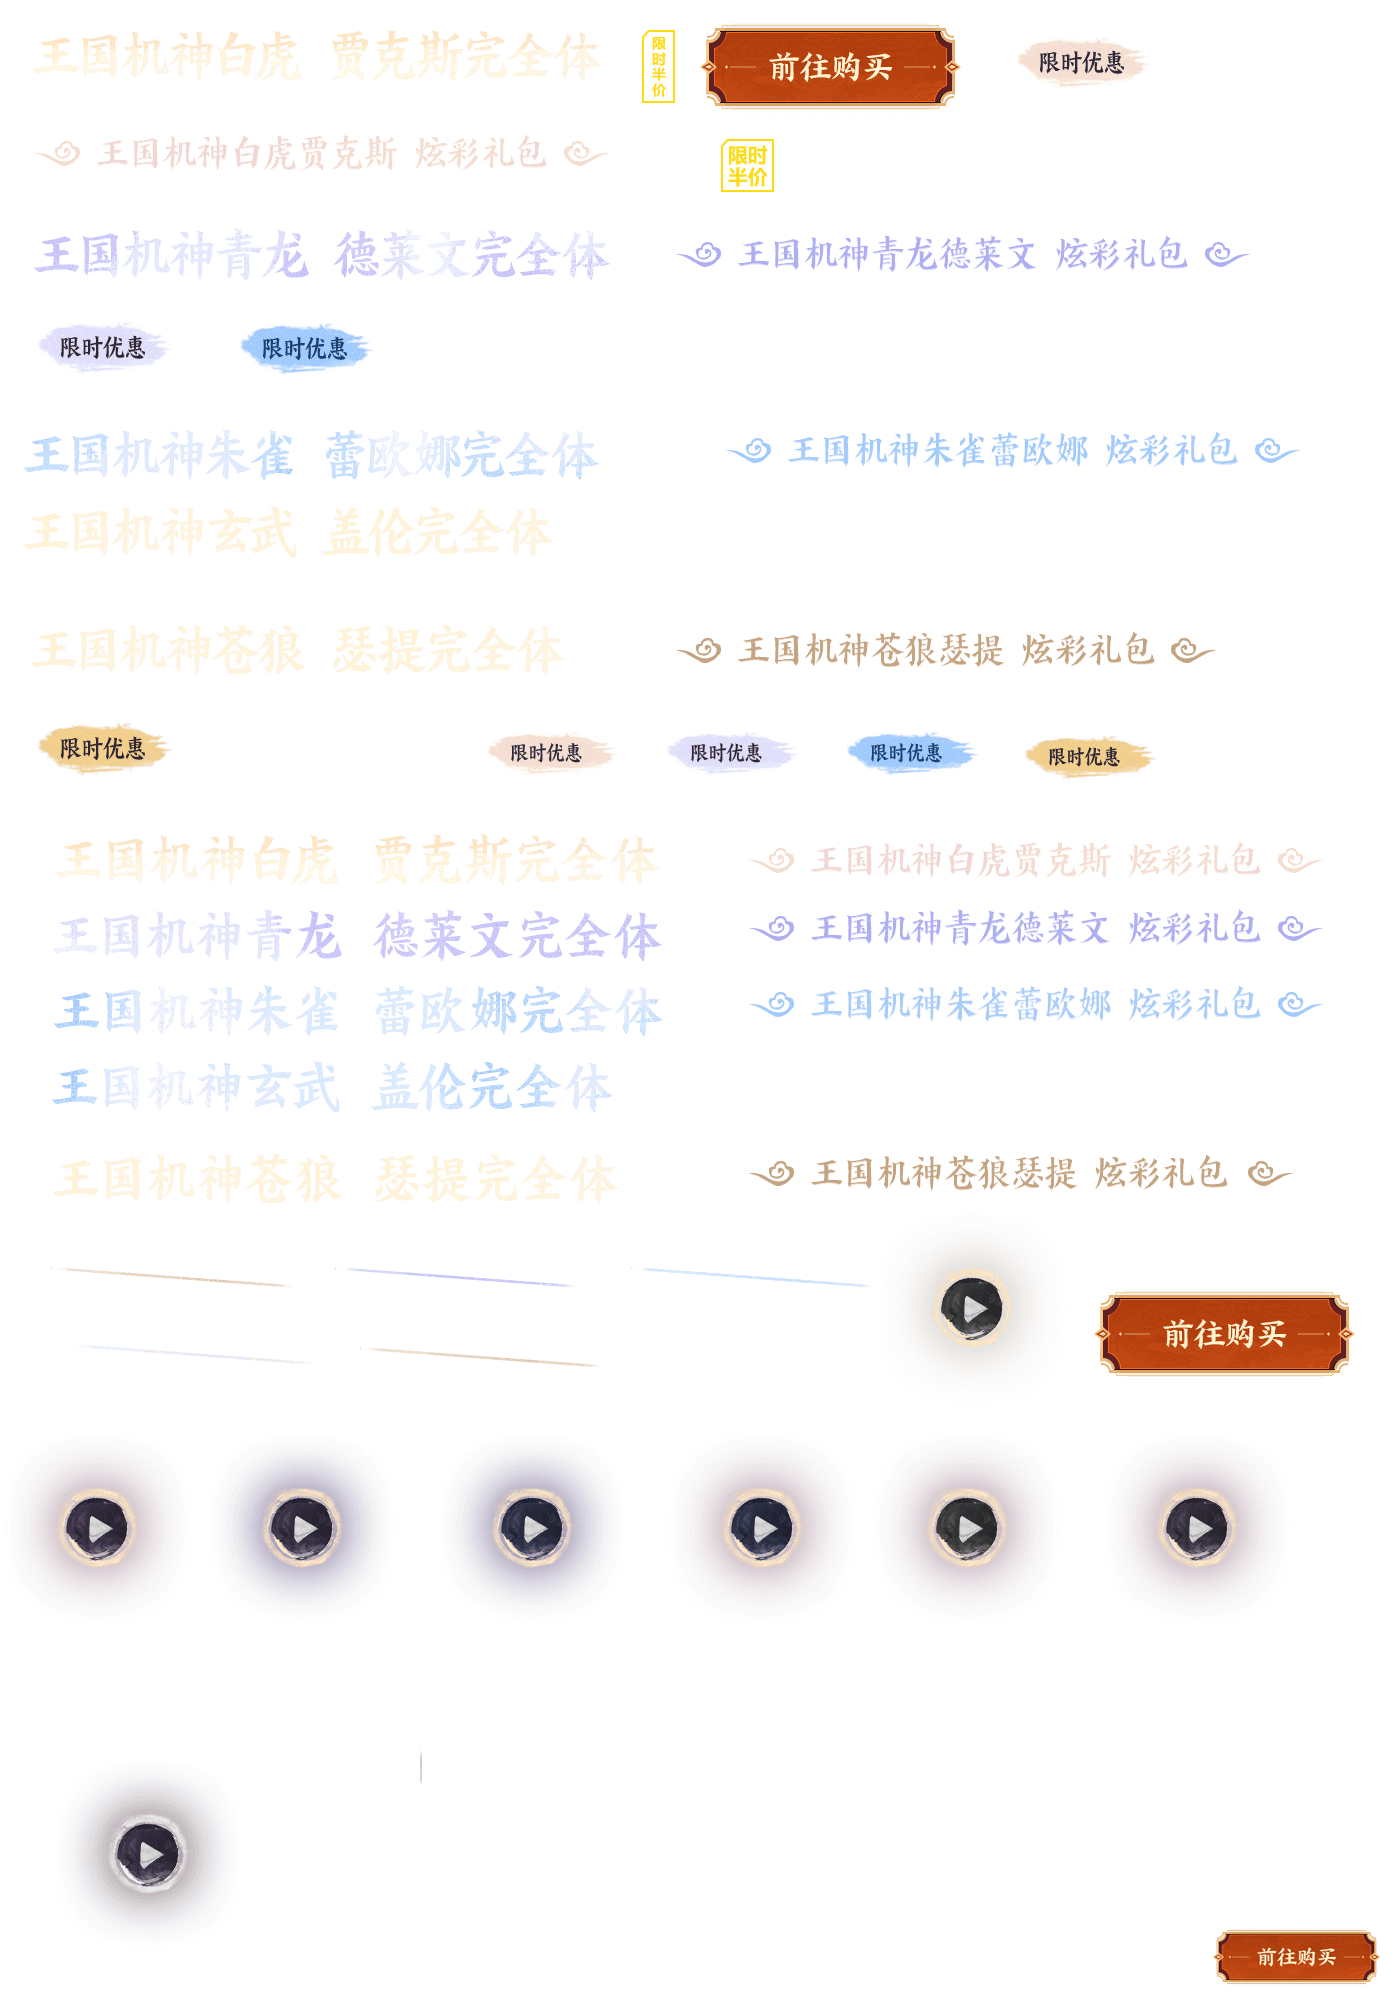 王国机神白虎 贾克斯完全体
限时半价
前往购买
限时优惠
王国机神白虎贾克斯 炫彩礼包
限时
半价
王国机神青龙 德莱文完全体
王国机神青龙德莱文 炫彩礼包
限时优惠
限时优惠
王国机神朱雀 蕾欧娜完全体
王国机神朱雀蕾欧娜 炫彩礼包
王国机神玄武 盖伦完全体
王国机神苍狼 瑟提完全体
王国机神苍狼瑟提 炫彩礼包
限时优惠
限时优惠
限时优惠
限时优惠
限时优惠
王国机神白虎 贾克斯完全体
王国机神白虎贾克斯 炫彩礼包
王国机神青龙 德莱文完全体
王国机神青龙德莱文 炫彩礼包
王国机神朱雀 蕾欧娜完全体
王国机神朱雀蕾欧娜 炫彩礼包
王国机神玄武 盖伦完全体
王国机神苍狼 瑟提完全体
王国机神苍狼瑟提 炫彩礼包
前往购买
前往购买